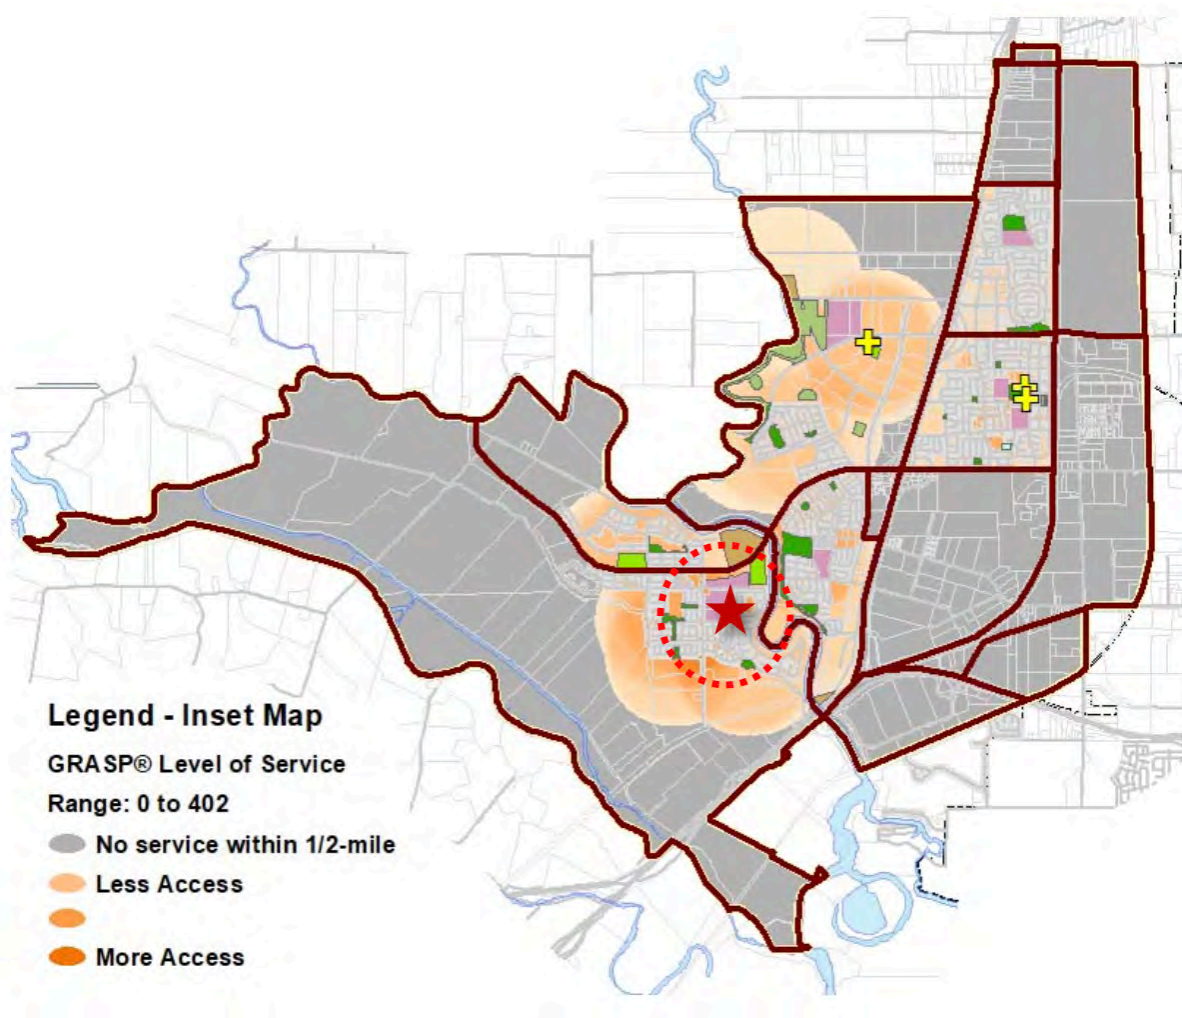 Legend - Inset Map
GRASP® Level of Service
Range: 0 to 402
No service within 1/2-mile
Less Access
More Access